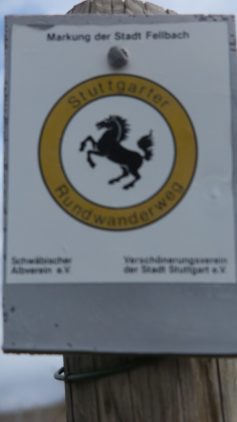 Markung der Stadt Fellbach
Stuttgarter
Rundwanderweg
Schwäbischer
Albverein e.V.
Verschönerungsverein
der Stadt Stuttgart e.V.